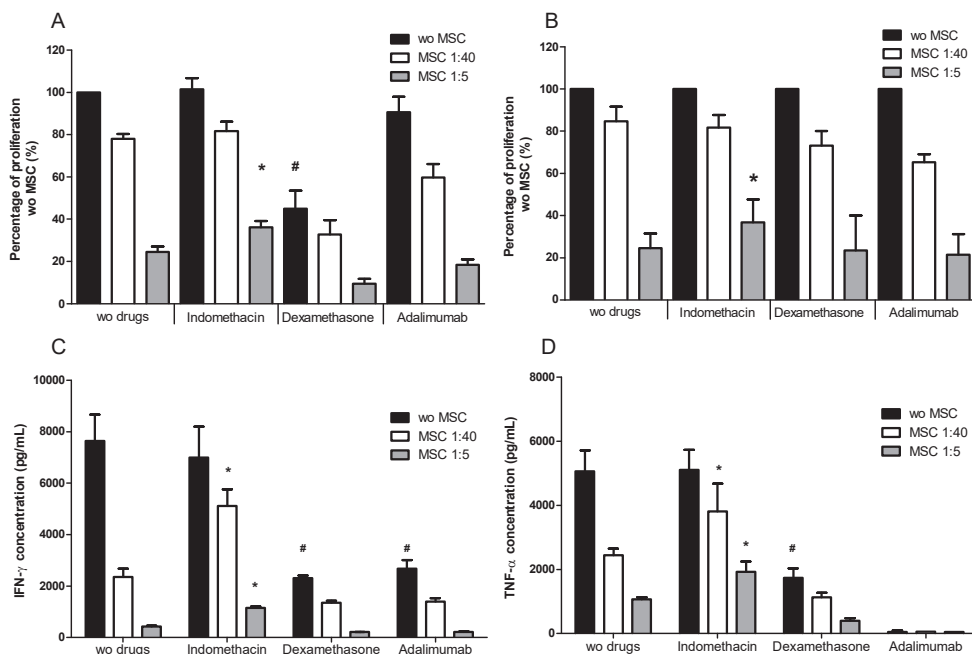 A
wo MSC
MSC 1:40
MSC 1:5
Percentage of proliferation
wo MSC (%)
120
100
80
60
40
20
0
*
#
wo drugs Indomethacin Dexamethasone Adalimumab
B
wo MSC
MSC 1:40
MSC 1:5
Percentage of proliferation
wo MSC (%)
120
100
80
60
40
20
0
*
wo drugs Indomethacin Dexamethasone Adalimumab
C
wo MSC
MSC 1:40
MSC 1:5
IFN-γ concentration (pg/mL)
10000
8000
6000
4000
2000
0
*
*
#
#
wo drugs Indomethacin Dexamethasone Adalimumab
D
wo MSC
MSC 1:40
MSC 1:5
TNF-α concentration (pg/mL)
8000
6000
4000
2000
0
*
*
#
wo drugs Indomethacin Dexamethasone Adalimumab